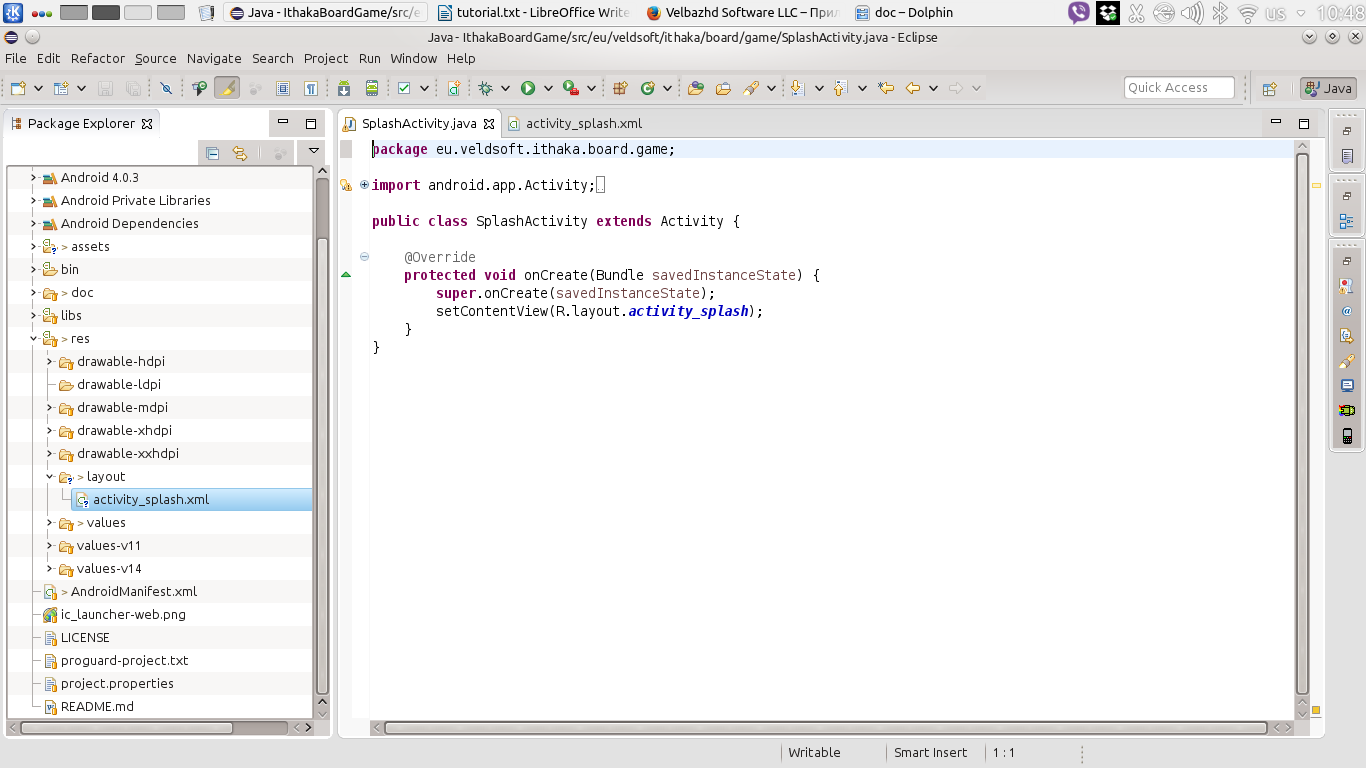 Java - IthakaBoardGame/src/e
tutorial.txt - LibreOffice Write
Velbazhd Software LLC – При
doc – Dolphin
us
10:48
Java - IthakaBoardGame/src/eu/veldsoft/ithaka/board/game/SplashActivity.java - Eclipse
File Edit Refactor Source Navigate Search Project Run Window Help
Quick Access
Java
Package Explorer
SplashActivity.java
activity_splash.xml
Android 4.0.3
Android Private Libraries
Android Dependencies
> assets
bin
> doc
libs
> res
drawable-hdpi
drawable-ldpi
drawable-mdpi
drawable-xhdpi
drawable-xxhdpi
> layout
activity_splash.xml
> values
values-v11
values-v14
> AndroidManifest.xml
ic_launcher-web.png
LICENSE
proguard-project.txt
project.properties
README.md
package eu.veldsoft.ithaka.board.game;
import android.app.Activity;
public class SplashActivity extends Activity {
@Override
protected void onCreate(Bundle savedInstanceState) {
super.onCreate(savedInstanceState);
setContentView(R.layout.activity_splash);
}
}
Writable
Smart Insert
1 : 1